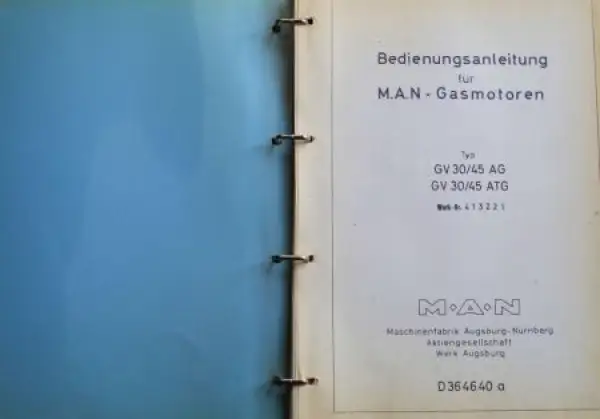 Bedienungsanleitung
für
M.A.N - Gasmotoren
Typ
GV 30/45 AG
GV 30/45 ATG
Werk-Nr. 413221
M·A·N
Maschinenfabrik Augsburg-Nürnberg
Aktiengesellschaft
Werk Augsburg
D364640 a